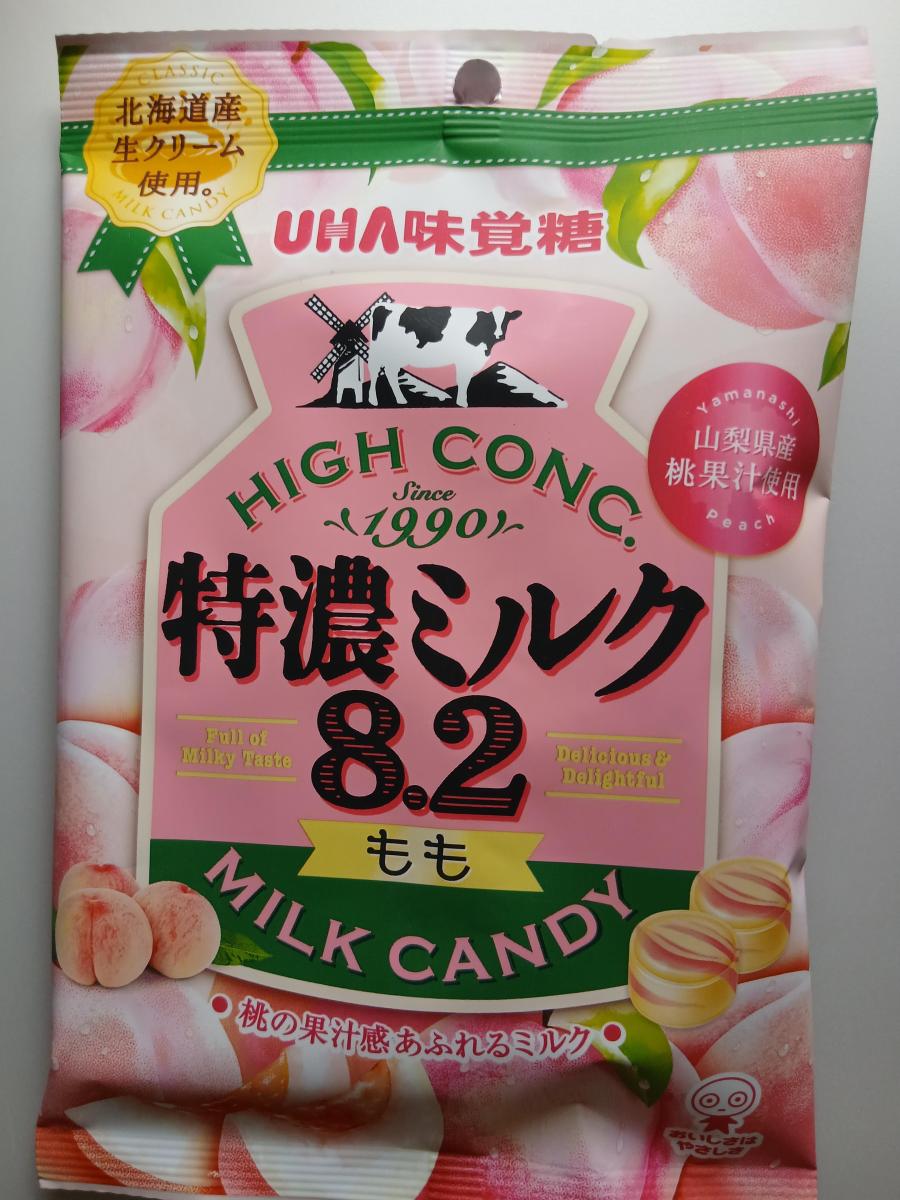 CLASSIC
北海道産
生クリーム
使用。
MILK CANDY
UHA味覚糖
Yamanashi
山梨県産
桃果汁使用
Peach
HIGH CONC.
Since
1990
特濃ミルク
8.2
Full of
Milky Taste
Delicious &
Delightful
もも
MILK CANDY
桃の果汁感あふれるミルク
おいしさは
やさしさ